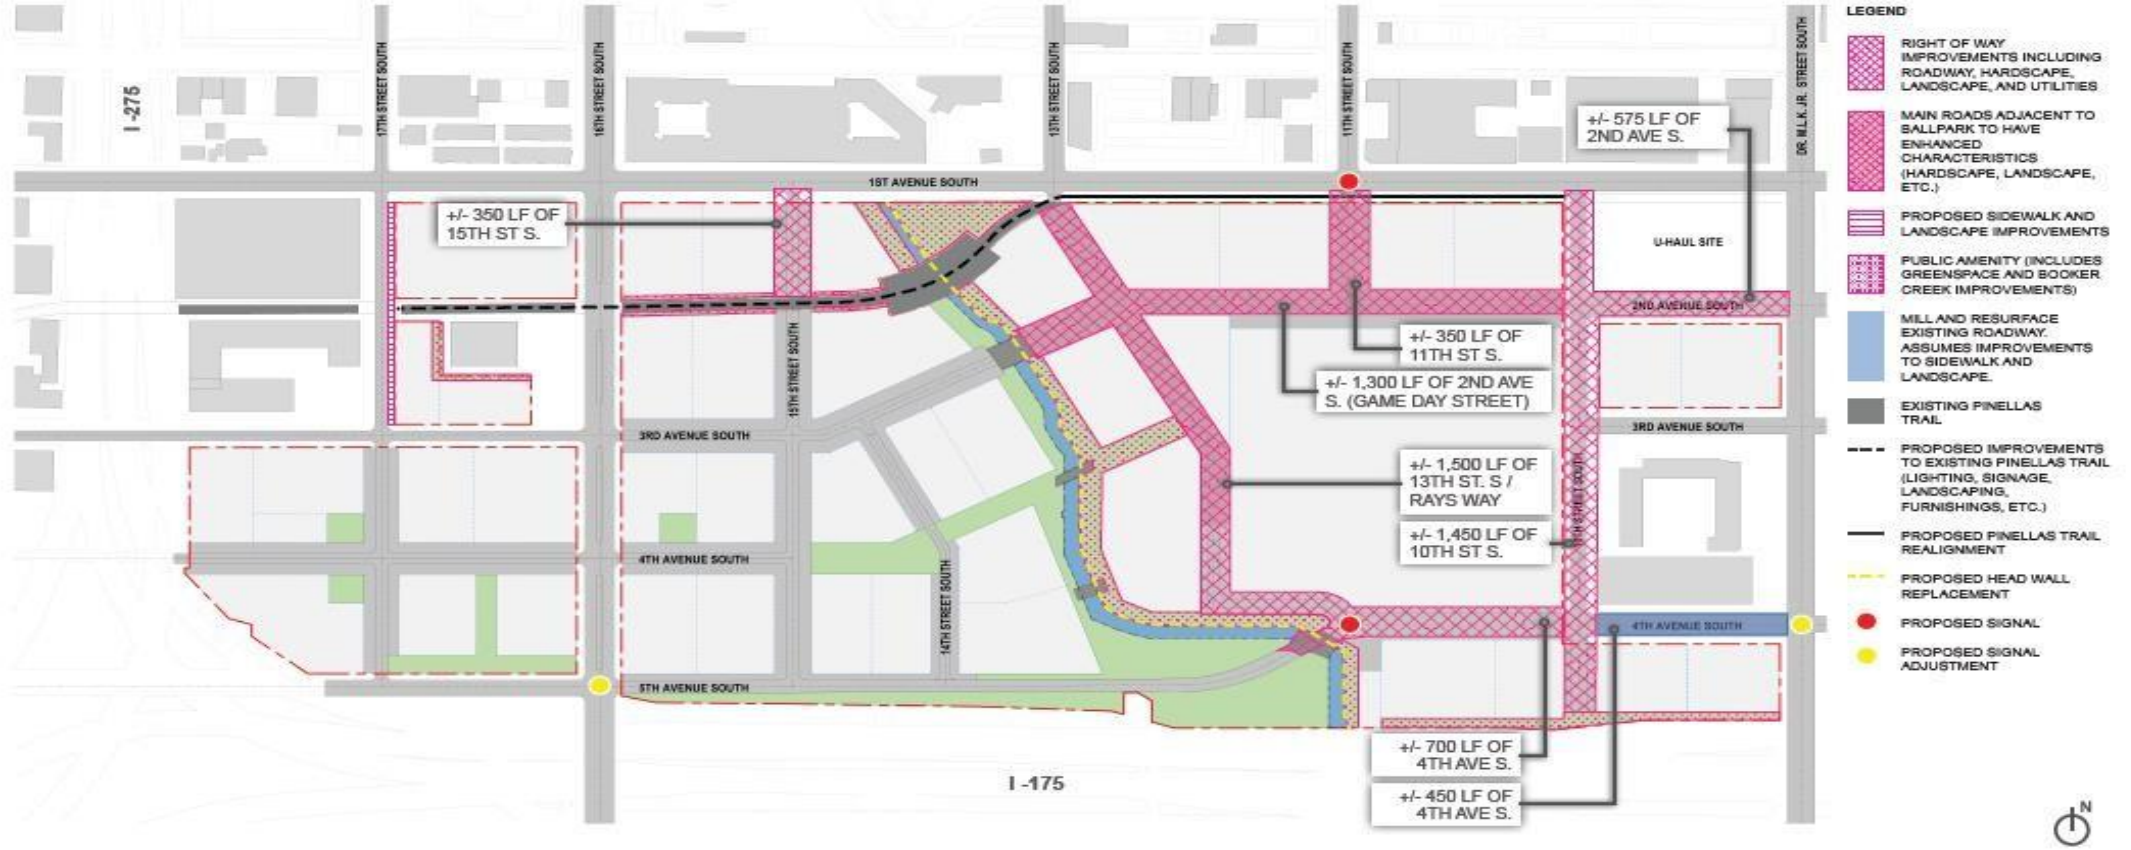 I-275
17TH STREET SOUTH
16TH STREET SOUTH
13TH STREET SOUTH
11TH STREET SOUTH
DR. M.L.K. JR. STREET SOUTH
+/- 575 LF OF
2ND AVE S.
1ST AVENUE SOUTH
+/- 350 LF OF
15TH ST S.
U-HAUL SITE
2ND AVENUE SOUTH
+/- 350 LF OF
11TH ST S.
+/- 1,300 LF OF 2ND AVE
S. (GAME DAY STREET)
15TH STREET SOUTH
3RD AVENUE SOUTH
3RD AVENUE SOUTH
+/- 1,500 LF OF
13TH ST. S /
RAYS WAY
+/- 1,450 LF OF
10TH ST S.
STREET SOUTH
4TH AVENUE SOUTH
14TH STREET SOUTH
4TH AVENUE SOUTH
5TH AVENUE SOUTH
+/- 700 LF OF
4TH AVE S.
+/- 450 LF OF
4TH AVE S.
I-175
N
LEGEND
RIGHT OF WAY
IMPROVEMENTS INCLUDING
ROADWAY, HARDSCAPE,
LANDSCAPE, AND UTILITIES
MAIN ROADS ADJACENT TO
BALLPARK TO HAVE
ENHANCED
CHARACTERISTICS
(HARDSCAPE, LANDSCAPE,
ETC.)
PROPOSED SIDEWALK AND
LANDSCAPE IMPROVEMENTS
PUBLIC AMENITY (INCLUDES
GREENSPACE AND BOOKER
CREEK IMPROVEMENTS)
MILL AND RESURFACE
EXISTING ROADWAY.
ASSUMES IMPROVEMENTS
TO SIDEWALK AND
LANDSCAPE.
EXISTING PINELLAS
TRAIL
PROPOSED IMPROVEMENTS
TO EXISTING PINELLAS TRAIL
(LIGHTING, SIGNAGE,
LANDSCAPING,
FURNISHINGS, ETC.)
PROPOSED PINELLAS TRAIL
REALIGNMENT
PROPOSED HEAD WALL
REPLACEMENT
PROPOSED SIGNAL
PROPOSED SIGNAL
ADJUSTMENT